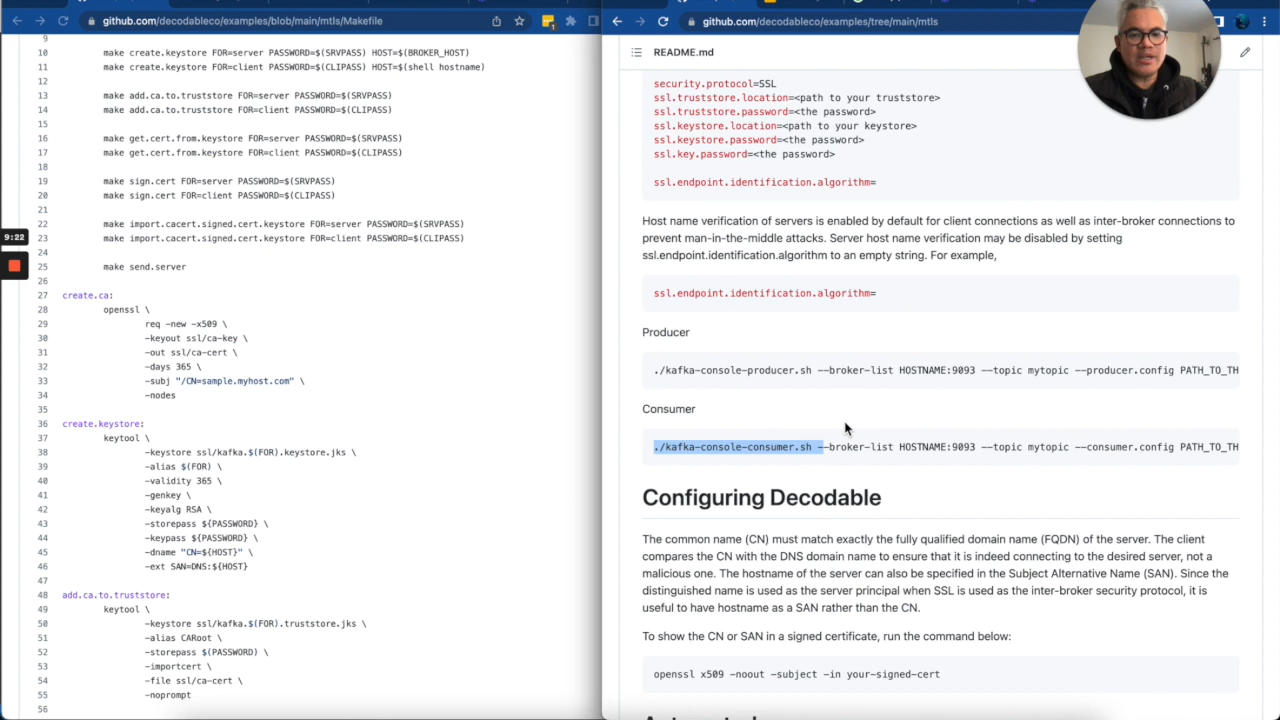 github.com/decodableco/examples/blob/main/mtls/Makefile
9
10 make create.keystore FOR=server PASSWORD=$(SRVPASS) HOST=$(BROKER_HOST)
11 make create.keystore FOR=client PASSWORD=$(CLIPASS) HOST=$(shell hostname)
12
13 make add.ca.to.truststore FOR=server PASSWORD=$(SRVPASS)
14 make add.ca.to.truststore FOR=client PASSWORD=$(CLIPASS)
15
16 make get.cert.from.keystore FOR=server PASSWORD=$(SRVPASS)
17 make get.cert.from.keystore FOR=client PASSWORD=$(CLIPASS)
18
19 make sign.cert FOR=server PASSWORD=$(SRVPASS)
20 make sign.cert FOR=client PASSWORD=$(CLIPASS)
21
22 make import.cacert.signed.cert.keystore FOR=server PASSWORD=$(SRVPASS)
23 make import.cacert.signed.cert.keystore FOR=client PASSWORD=$(CLIPASS)
24
25 make send.server
26
27 create.ca:
28 openssl \
29 req -new -x509 \
30 -keyout ssl/ca-key \
31 -out ssl/ca-cert \
32 -days 365 \
33 -subj "/CN=sample.myhost.com" \
34 -nodes
35
36 create.keystore:
37 keytool \
38 -keystore ssl/kafka.$(FOR).keystore.jks \
39 -alias $(FOR) \
40 -validity 365 \
41 -genkey \
42 -keyalg RSA \
43 -storepass ${PASSWORD} \
44 -keypass ${PASSWORD} \
45 -dname "CN=${HOST}" \
46 -ext SAN=DNS:${HOST}
47
48 add.ca.to.truststore:
49 keytool \
50 -keystore ssl/kafka.$(FOR).truststore.jks \
51 -alias CARoot \
52 -storepass $(PASSWORD) \
53 -importcert \
54 -file ssl/ca-cert \
55 -noprompt
56
9:22
github.com/decodableco/examples/tree/main/mtls
README.md
security.protocol=SSL
ssl.truststore.location=<path to your truststore>
ssl.truststore.password=<the password>
ssl.keystore.location=<path to your keystore>
ssl.keystore.password=<the password>
ssl.key.password=<the password>
ssl.endpoint.identification.algorithm=
Host name verification of servers is enabled by default for client connections as well as inter-broker connections to
prevent man-in-the-middle attacks. Server host name verification may be disabled by setting
ssl.endpoint.identification.algorithm to an empty string. For example,
ssl.endpoint.identification.algorithm=
Producer
./kafka-console-producer.sh --broker-list HOSTNAME:9093 --topic mytopic --producer.config PATH_TO_TH
Consumer
./kafka-console-consumer.sh --broker-list HOSTNAME:9093 --topic mytopic --consumer.config PATH_TO_TH
Configuring Decodable
The common name (CN) must match exactly the fully qualified domain name (FQDN) of the server. The client
compares the CN with the DNS domain name to ensure that it is indeed connecting to the desired server, not a
malicious one. The hostname of the server can also be specified in the Subject Alternative Name (SAN). Since the
distinguished name is used as the server principal when SSL is used as the inter-broker security protocol, it is
useful to have hostname as a SAN rather than the CN.
To show the CN or SAN in a signed certificate, run the command below:
openssl x509 -noout -subject -in your-signed-cert